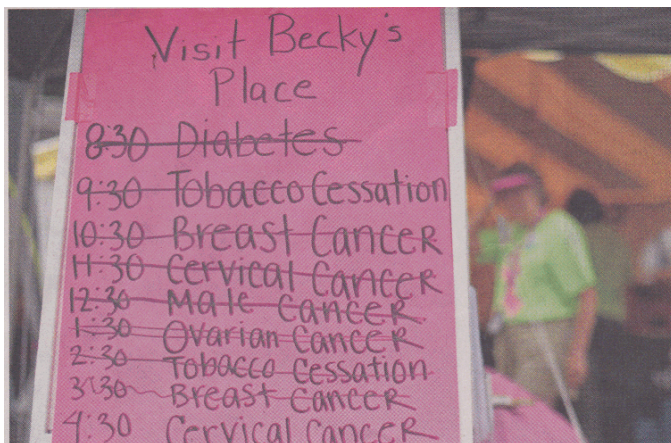 Visit Becky's
Place
8:30 Diabetes
9:30 Tobacco Cessation
10:30 Breast Cancer
11:30 Cervical Cancer
12:30 Male Cancer
1:30 Ovarian Cancer
2:30 Tobacco Cessation
3:30 Breast Cancer
4:30 Cervical Cancer